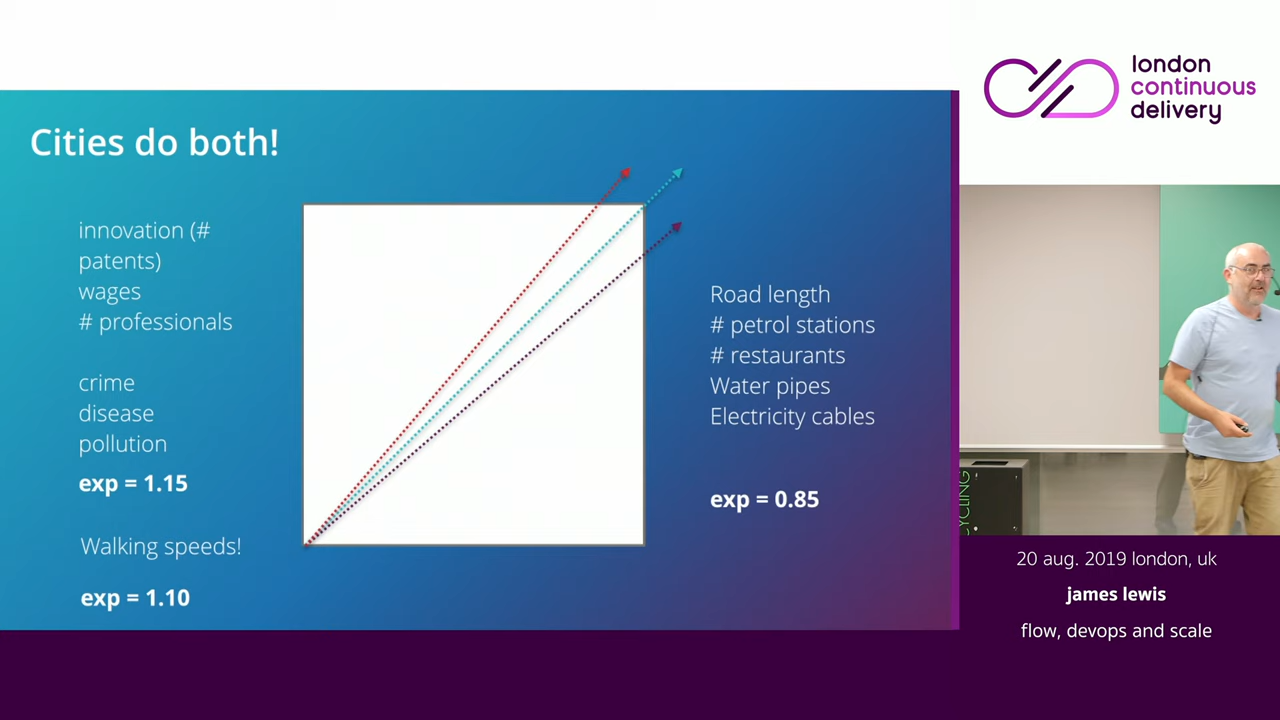 Cities do both!
innovation (#
patents)
wages
# professionals
crime
disease
pollution
exp = 1.15
Walking speeds!
exp = 1.10
Road length
# petrol stations
# restaurants
Water pipes
Electricity cables
exp = 0.85
london
continuous
delivery
CYCLING
20 aug. 2019 london, uk
james lewis
flow, devops and scale